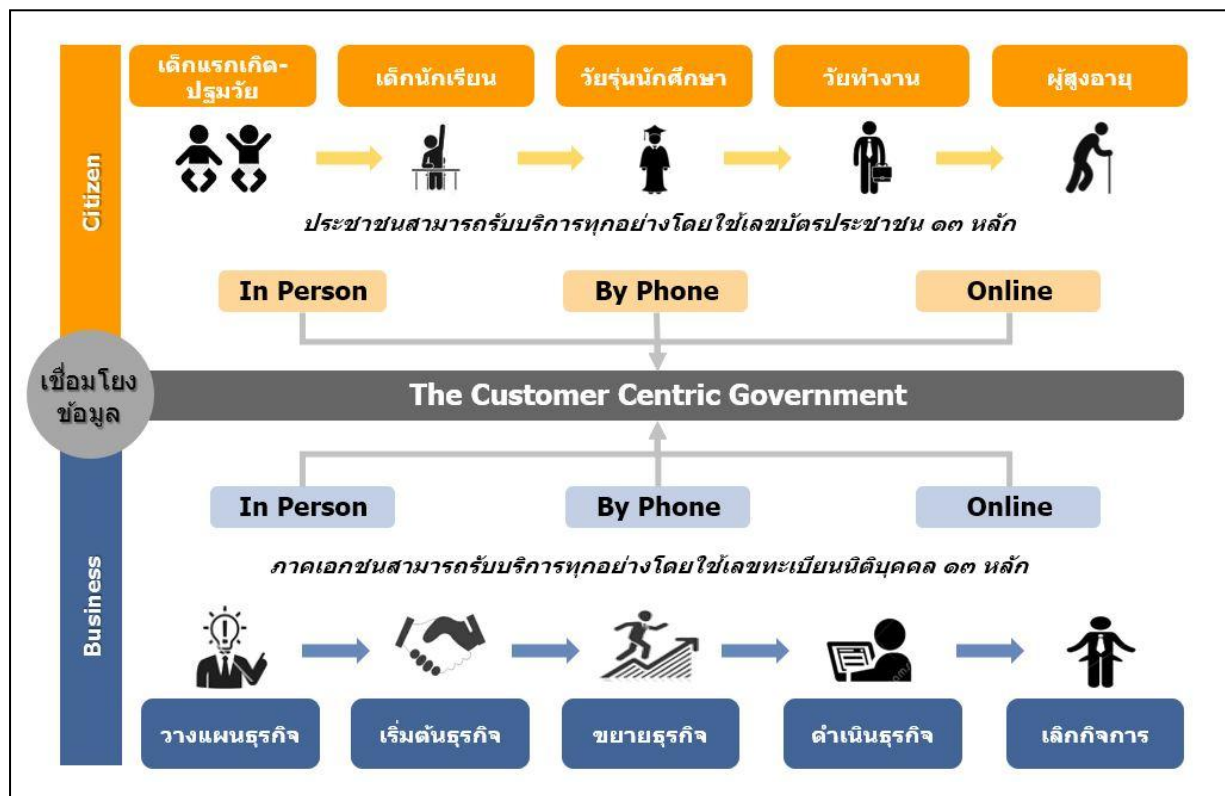 Citizen
เด็กแรกเกิด-
ปฐมวัย
เด็กนักเรียน
วัยรุ่นนักศึกษา
วัยทำงาน
ผู้สูงอายุ
ประชาชนสามารถรับบริการทุกอย่างโดยใช้เลขบัตรประชาชน ๑๓ หลัก
In Person
By Phone
Online
เชื่อมโยง
ข้อมูล
The Customer Centric Government
In Person
By Phone
Online
ภาคเอกชนสามารถรับบริการทุกอย่างโดยใช้เลขทะเบียนนิติบุคคล ๑๓ หลัก
Business
วางแผนธุรกิจ
เริ่มต้นธุรกิจ
ขยายธุรกิจ
ดำเนินธุรกิจ
เลิกกิจการ